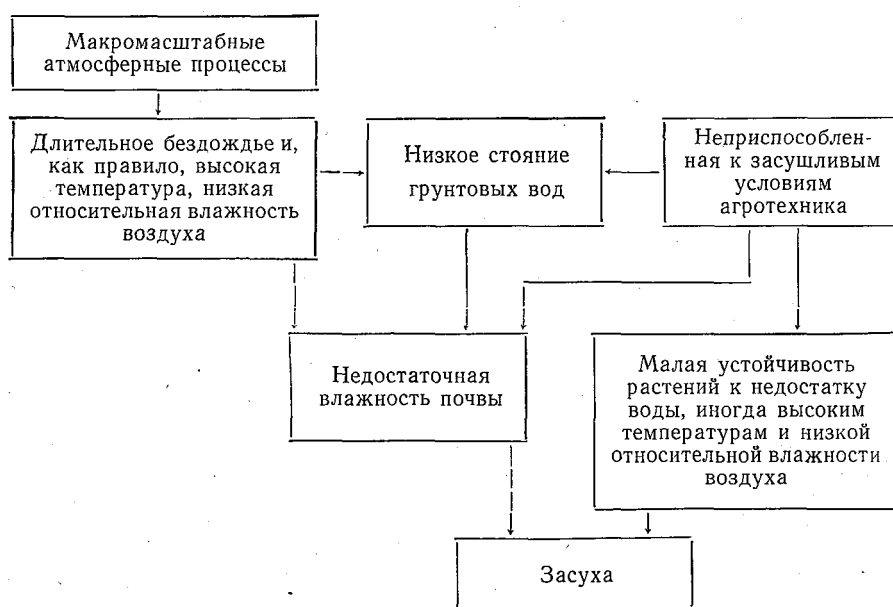 Макромасштабные
атмосферные процессы
Длительное бездождье и,
как правило, высокая
температура, низкая
относительная влажность
воздуха
Низкое стояние
грунтовых вод
Неприспособлен-
ная к засушливым
условиям
агротехника
Недостаточная
влажность почвы
Малая устойчивость
растений к недостатку
воды, иногда высоким
температурам и низкой
относительной влажности
воздуха
Засуха